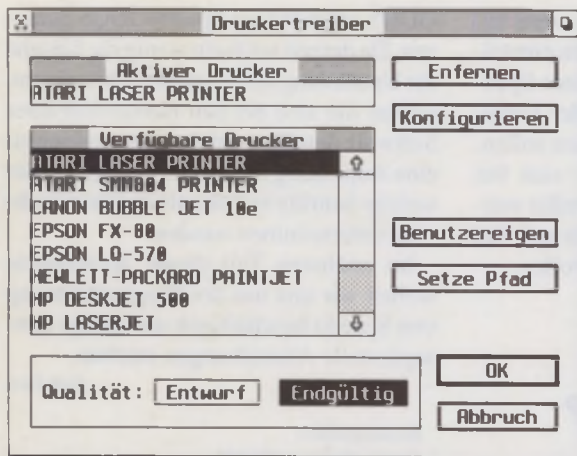 Druckertreiber
Aktiver Drucker
ATARI LASER PRINTER
Enfernen
Konfigurieren
Verfügbare Drucker
ATARI LASER PRINTER
ATARI SMM804 PRINTER
CANON BUBBLE JET 10e
EPSON FX-80
EPSON LQ-570
HEWLETT-PACKARD PAINTJET
HP DESKJET 500
HP LASERJET
Benutzereigen
Setze Pfad
Qualität: Entwurf Endgültig
OK
Abbruch